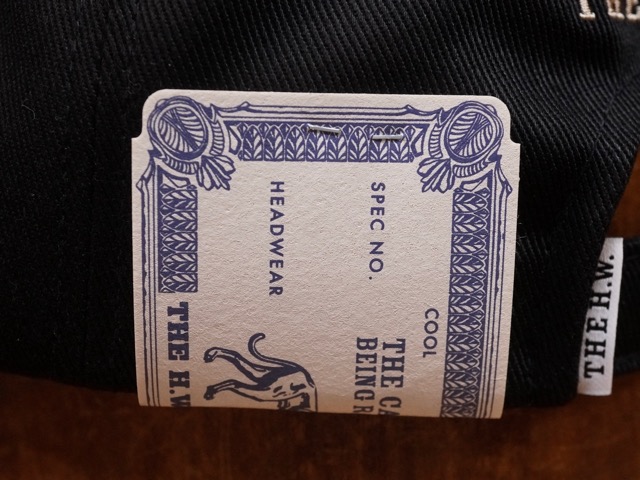 COOL
THE CA
BEING R
SPEC NO.
HEADWEAR
THE H.W
THE H.W.